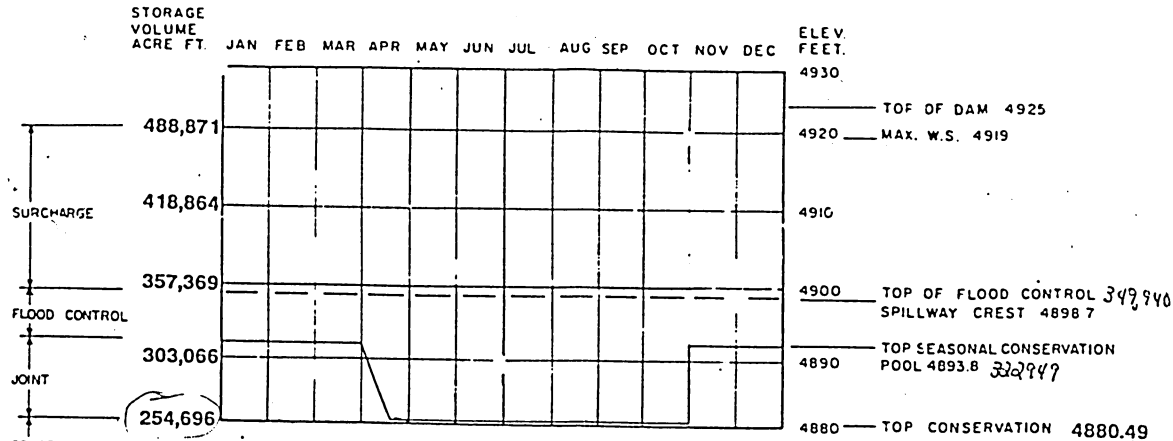 STORAGE
VOLUME
ACRE FT. JAN FEB MAR APR MAY JUN JUL AUG SEP OCT NOV DEC ELEV.
FEET.
4930
TOF OF DAM 4925
488,871 4920 MAX. W.S. 4919
418,864 4910
SURCHARGE
357,369 4900 TOP OF FLOOD CONTROL 349,940
SPILLWAY CREST 4898 7
FLOOD CONTROL
TOP SEASONAL CONSERVATION
303,066 4890 POOL 4893.8 332947
JOINT
254,696 4880 TOP CONSERVATION 4880.49